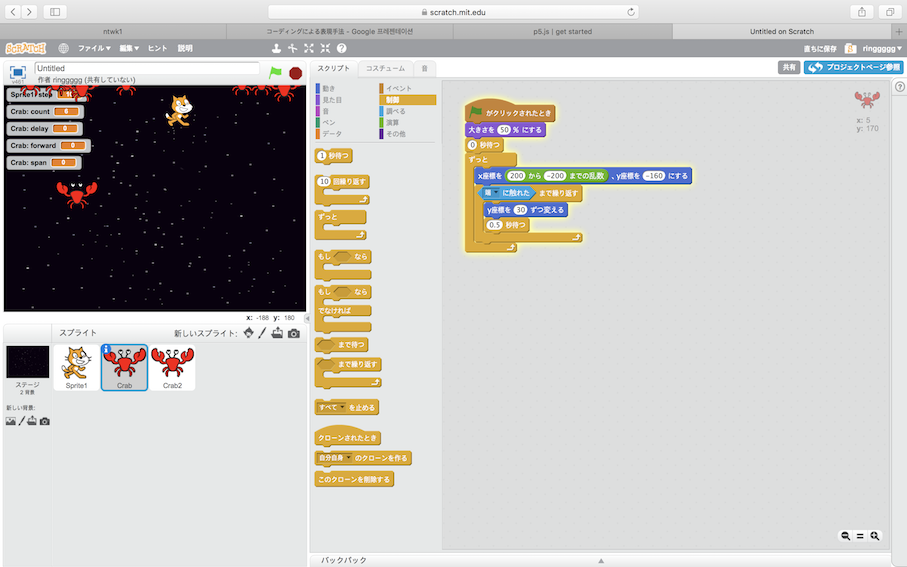 scratch.mit.edu
ntwk1
コーディングによる表現手法 - Google 프레젠테이션
p5.js | get started
Untitled on Scratch
SCRATCH
ファイル
編集
ヒント
説明
直ちに保存
ringgggg
v461
Untitled
作者 ringgggg (共有していない)
スクリプト
コスチューム
音
共有
プロジェクトページ参照
Sprite1: step
Crab: count 6
Crab: delay 0
Crab: forward 0
Crab: span 0
動き
イベント
見た目
制御
音
調べる
ペン
演算
データ
その他
1 秒待つ
10 回繰り返す
ずっと
もし なら
もし なら
でなければ
まで待つ
まで繰り返す
すべて を止める
クローンされたとき
自分自身 のクローンを作る
このクローンを削除する
がクリックされたとき
大きさを 50 % にする
0 秒待つ
ずっと
x座標を 200 から -200 までの乱数 、y座標を -160 にする
端 に触れた まで繰り返す
y座標を 30 ずつ変える
0.5 秒待つ
x: 5
y: 170
x: -188 y: 180
スプライト
新しいスプライト:
ステージ
2 背景
新しい背景:
Sprite1
Crab
Crab2
バックパック